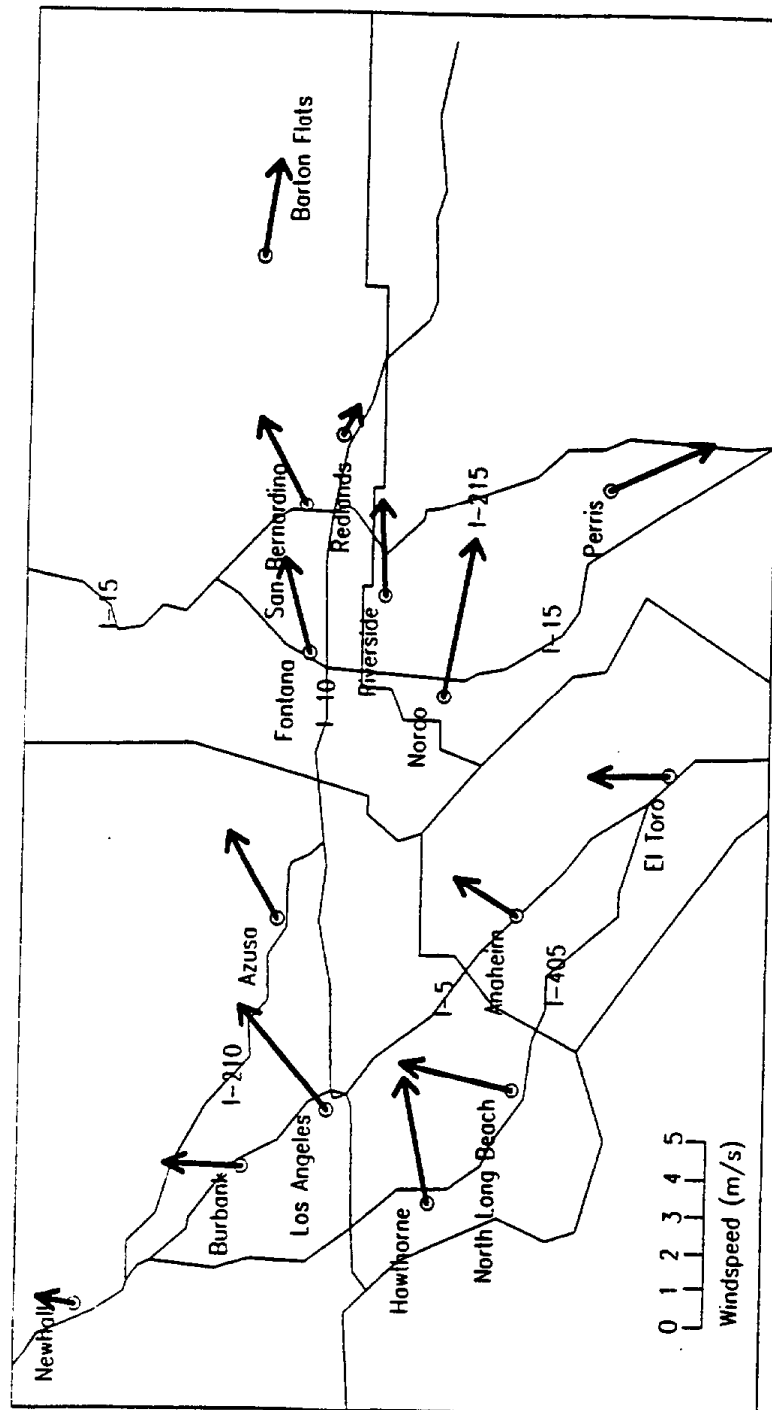 Newhall
Burbank
I-210
Azusa
Los Angeles
Hawthorne
North Long Beach
I-5
Anaheim
I-405
El Toro
I-15
San Bernardino
Fontana
I-10
Redlands
Riverside
Norco
I-215
I-15
Perris
Barton Flats
0 1 2 3 4 5
Windspeed (m/s)